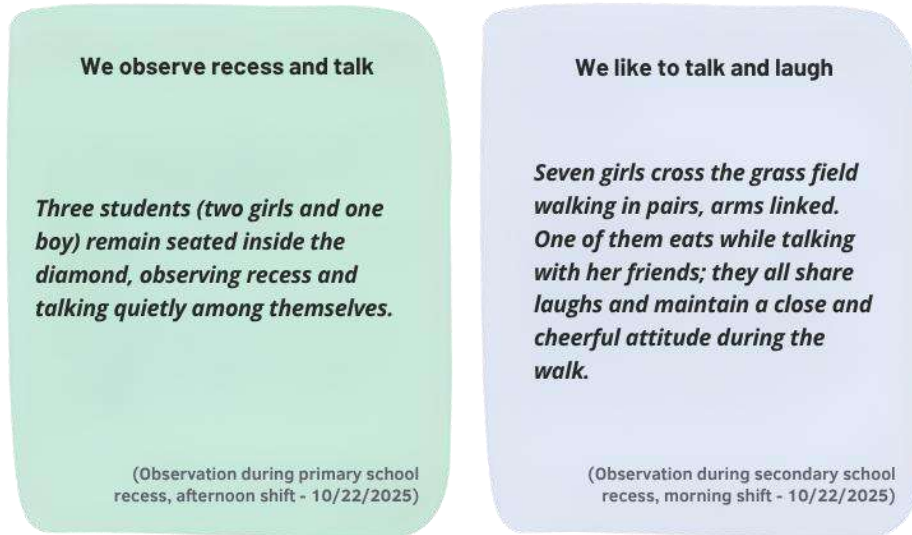 We observe recess and talk
Three students (two girls and one
boy) remain seated inside the
diamond, observing recess and
talking quietly among themselves.
(Observation during primary school
recess, afternoon shift - 10/22/2025)
We like to talk and laugh
Seven girls cross the grass field
walking in pairs, arms linked.
One of them eats while talking
with her friends; they all share
laughs and maintain a close and
cheerful attitude during the
walk.
(Observation during secondary school
recess, morning shift - 10/22/2025)